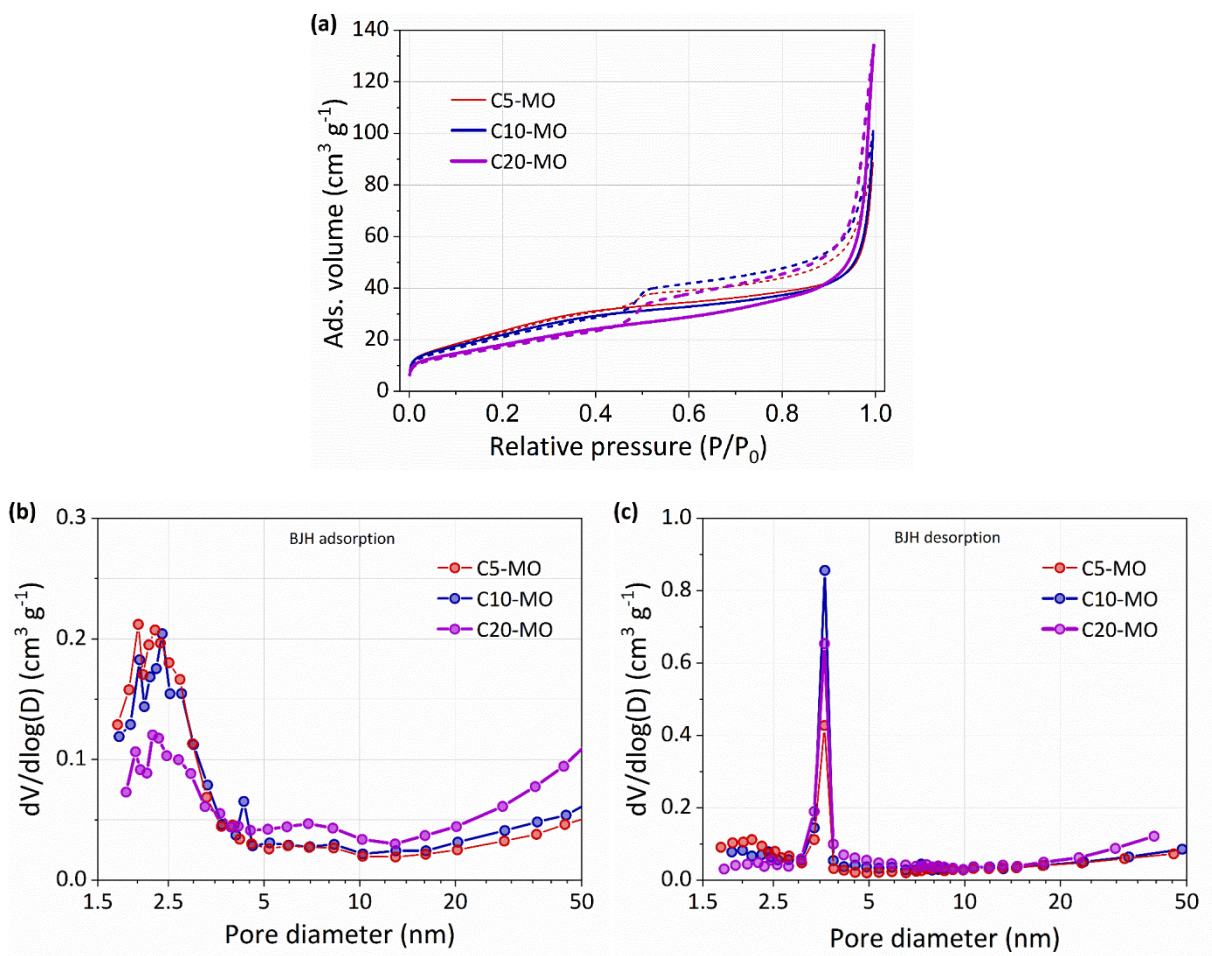 (a)
140
120
100
80
60
40
20
0
Ads. volume (cm³ g⁻¹)
C5-MO
C10-MO
C20-MO
0.0 0.2 0.4 0.6 0.8 1.0
Relative pressure (P/P₀)
(b)
0.3
0.2
0.1
0.0
dV/dlog(D) (cm³ g⁻¹)
BJH adsorption
C5-MO
C10-MO
C20-MO
1.5 2.5 5 10 20 50
Pore diameter (nm)
(c)
1.0
0.8
0.6
0.4
0.2
0.0
dV/dlog(D) (cm³ g⁻¹)
BJH desorption
C5-MO
C10-MO
C20-MO
1.5 2.5 5 10 20 50
Pore diameter (nm)